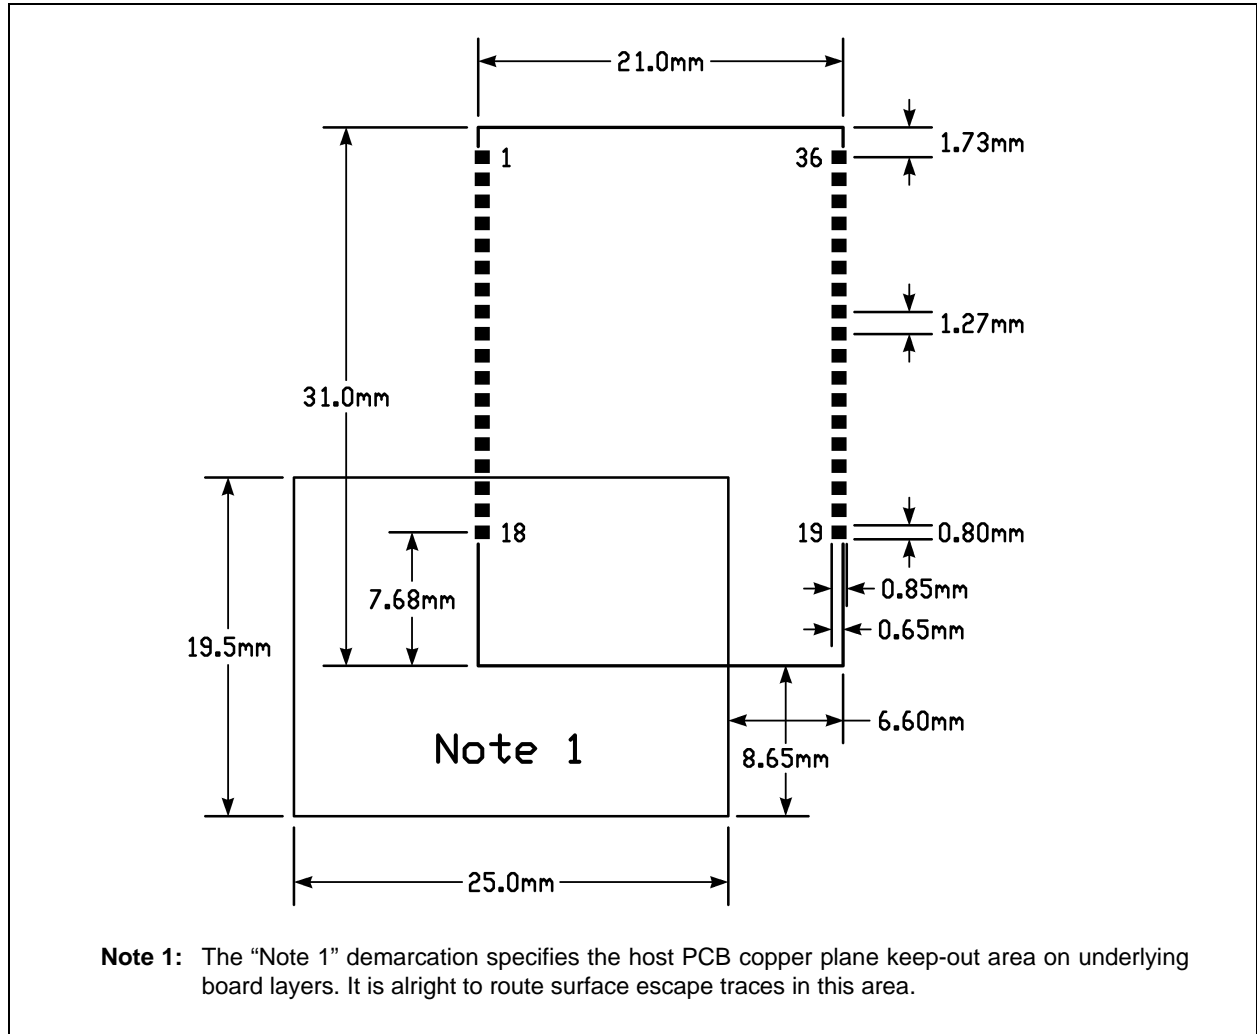 21.0mm
1.73mm
1
36
1.27mm
31.0mm
18
19
0.80mm
0.85mm
7.68mm
0.65mm
19.5mm
6.60mm
Note 1
8.65mm
25.0mm
Note 1: The “Note 1” demarcation specifies the host PCB copper plane keep-out area on underlying
board layers. It is alright to route surface escape traces in this area.